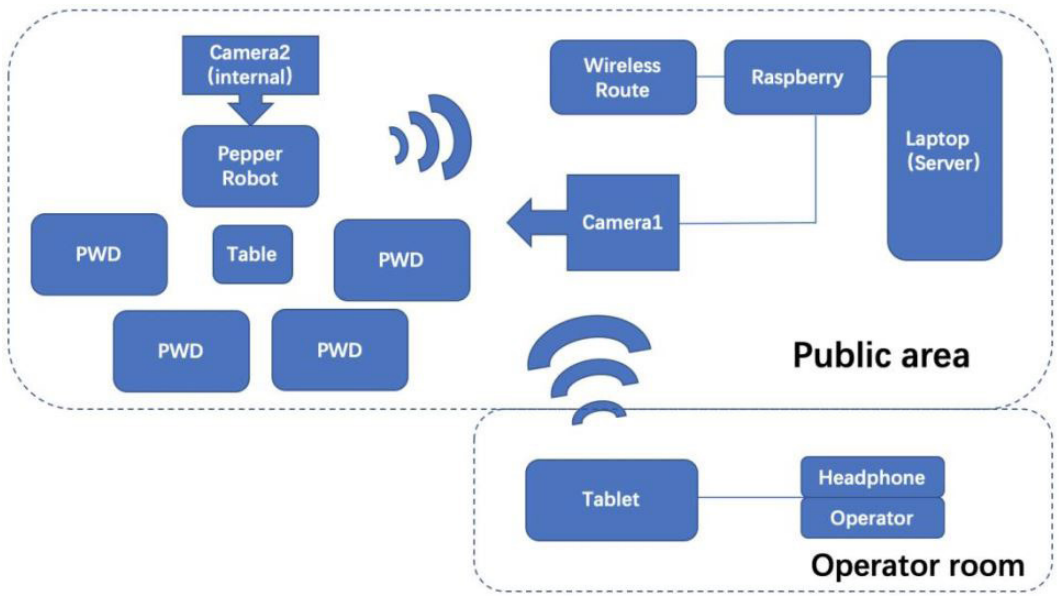 Camera2
(internal)
Pepper
Robot
Wireless
Route
Raspberry
Laptop
(Server)
Camera1
PWD
Table
PWD
PWD
PWD
Public area
Tablet
Headphone
Operator
Operator room